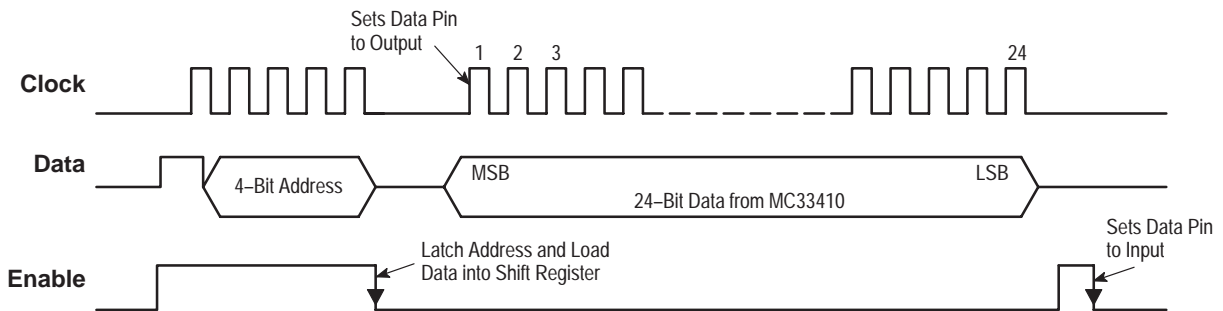 Sets Data Pin
to Output
1 2 3 24
Clock
Data
4–Bit Address
MSB
LSB
24–Bit Data from MC33410
Sets Data Pin
to Input
Enable
Latch Address and Load
Data into Shift Register